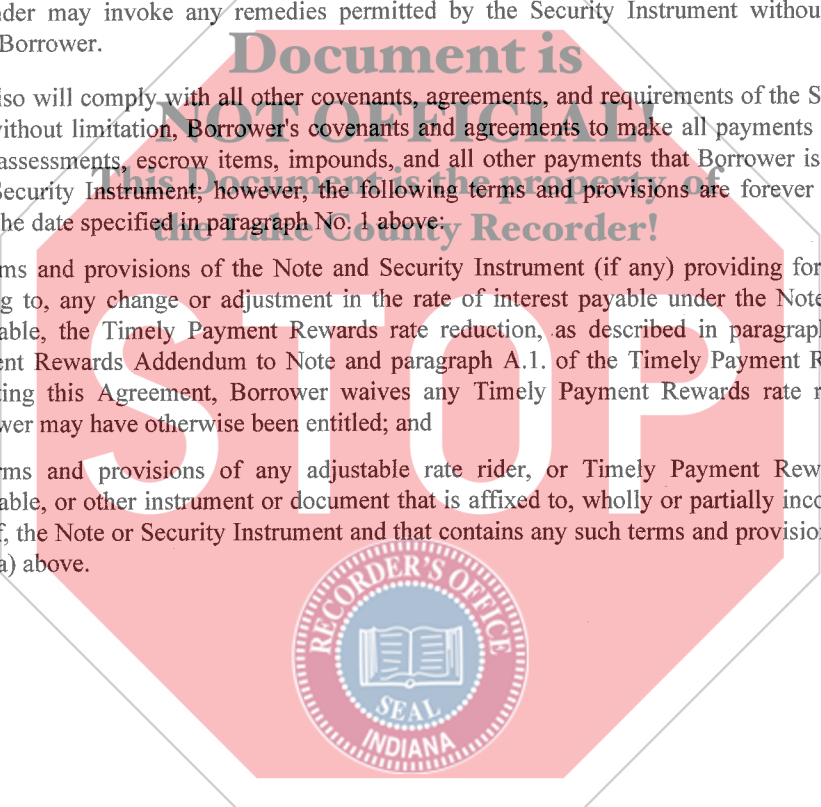 der may invoke any remedies permitted by the Security Instrument withou
Borrower.
Document is
lso will comply with all other covenants, agreements, and requirements of the S
vithout limitation, Borrower's covenants and agreements to make all payments
NOT OFFICIAL!
assessments, escrow items, impounds, and all other payments that Borrower is
This Document is the property of
Security Instrument; however, the following terms and provisions are forever
he date specified in paragraph No. 1 above:
the Lake County Recorder!
ms and provisions of the Note and Security Instrument (if any) providing for
g to, any change or adjustment in the rate of interest payable under the Note
able, the Timely Payment Rewards rate reduction, as described in paragraph
ent Rewards Addendum to Note and paragraph A.1. of the Timely Payment R
ing this Agreement, Borrower waives any Timely Payment Rewards rate r
wer may have otherwise been entitled; and
STOP
rms and provisions of any adjustable rate rider, or Timely Payment Rew
able, or other instrument or document that is affixed to, wholly or partially inco
f, the Note or Security Instrument and that contains any such terms and provisio
a) above.
RECORDER'S OFFICE
SEAL
INDIANA